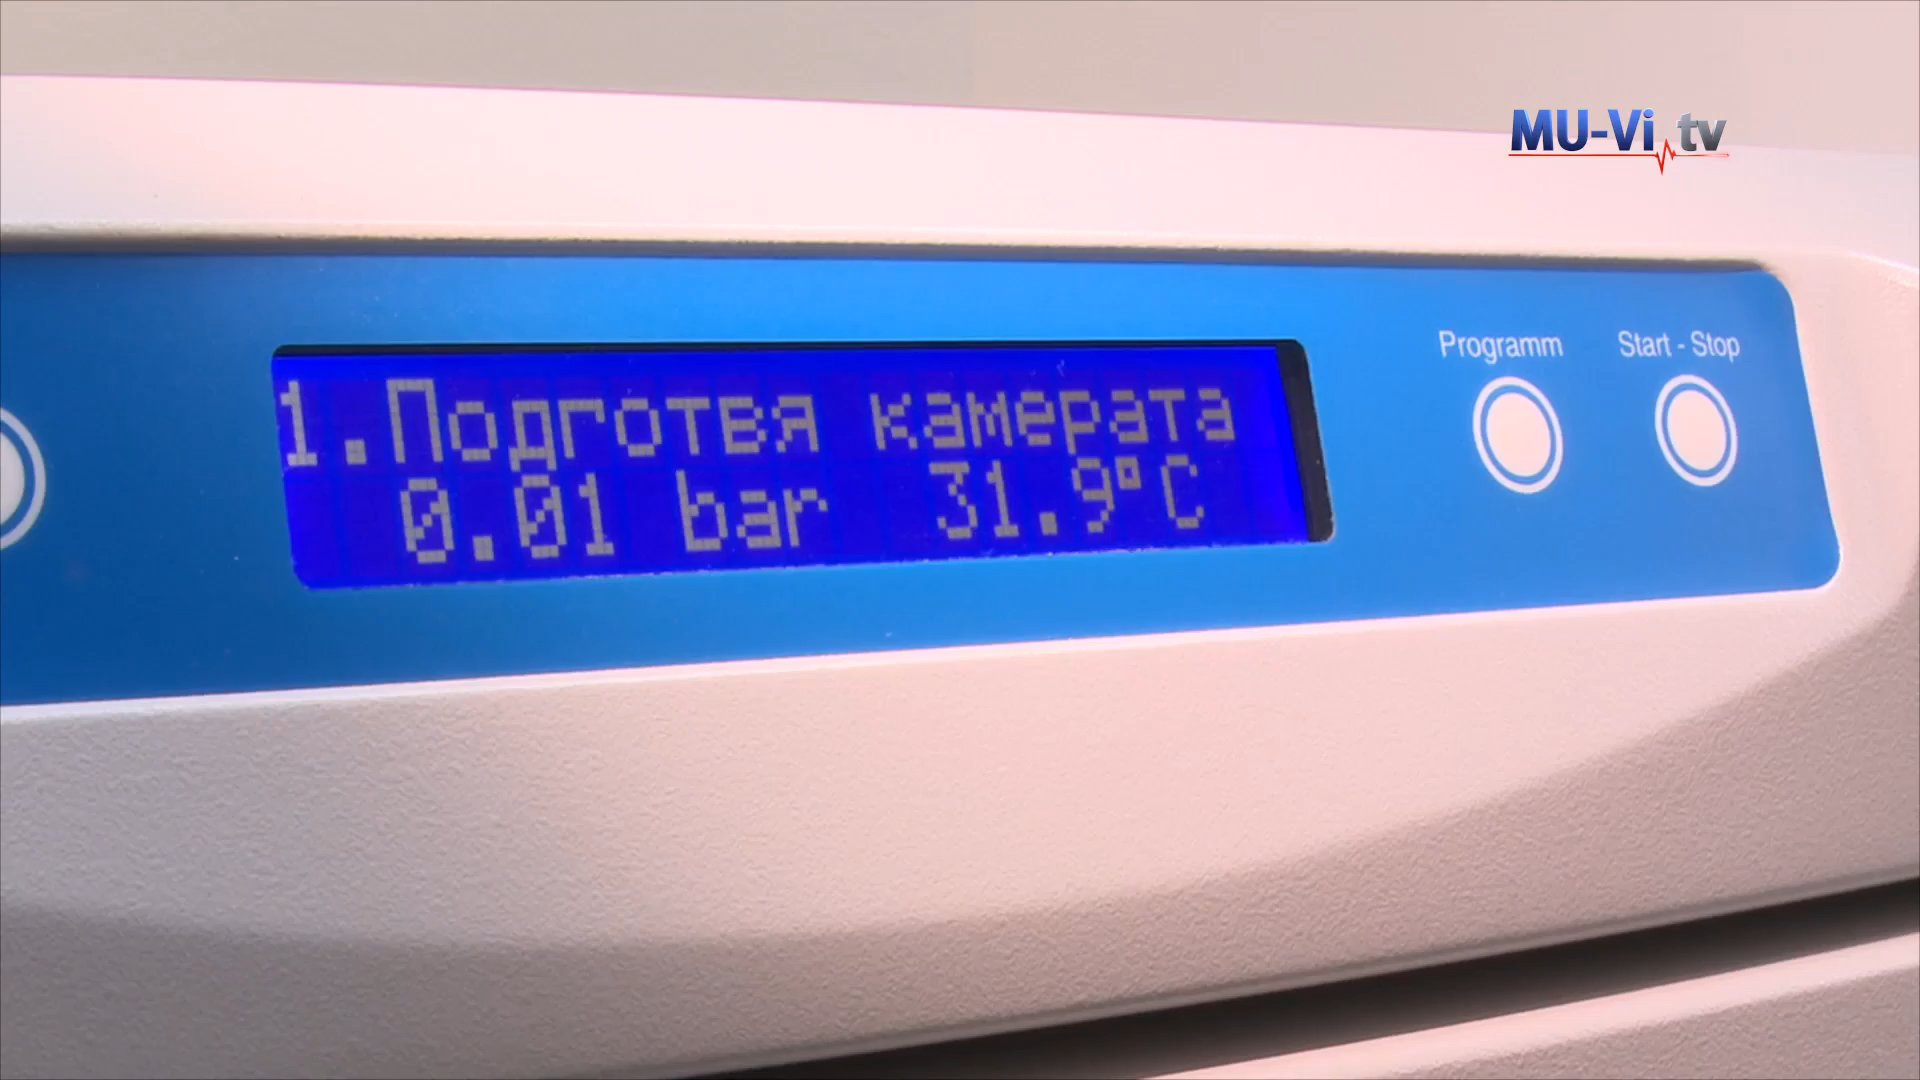 MU-Vi tv
Programm
Start - Stop
1.Подготвя камерата
0.01 bar 31.9°C